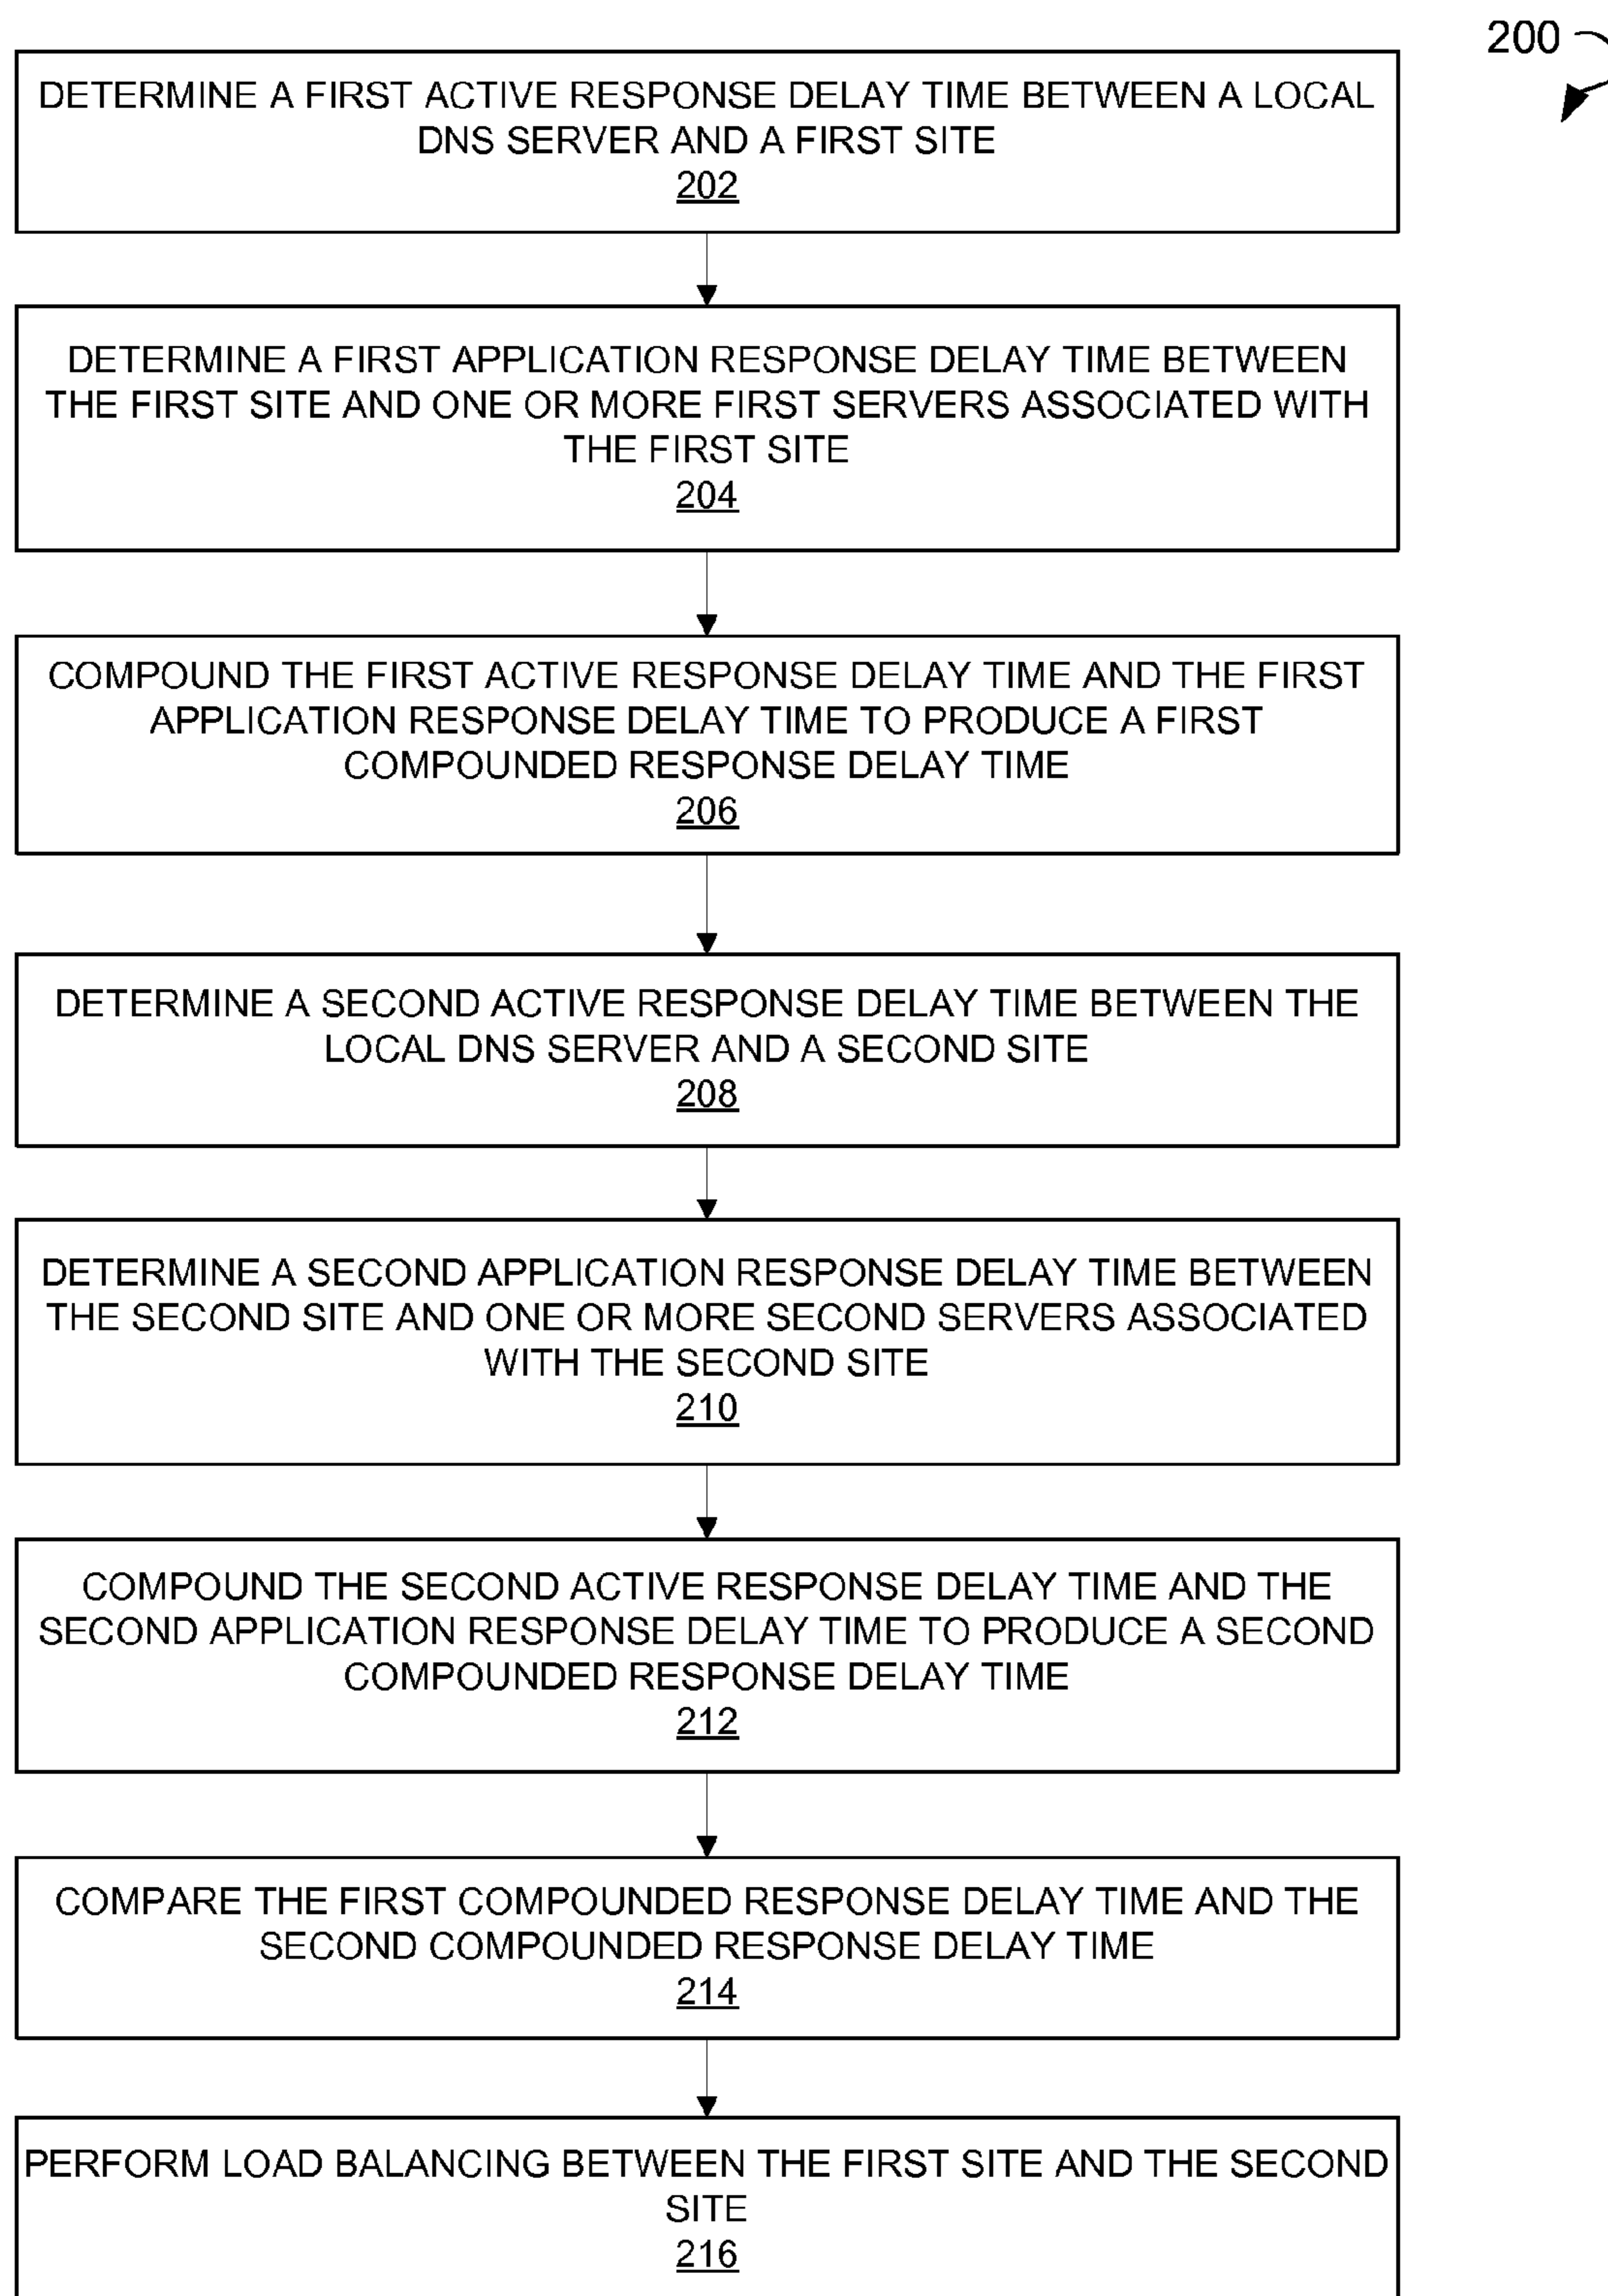 200
DETERMINE A FIRST ACTIVE RESPONSE DELAY TIME BETWEEN A LOCAL
DNS SERVER AND A FIRST SITE
202
DETERMINE A FIRST APPLICATION RESPONSE DELAY TIME BETWEEN
THE FIRST SITE AND ONE OR MORE FIRST SERVERS ASSOCIATED WITH
THE FIRST SITE
204
COMPOUND THE FIRST ACTIVE RESPONSE DELAY TIME AND THE FIRST
APPLICATION RESPONSE DELAY TIME TO PRODUCE A FIRST
COMPOUNDED RESPONSE DELAY TIME
206
DETERMINE A SECOND ACTIVE RESPONSE DELAY TIME BETWEEN THE
LOCAL DNS SERVER AND A SECOND SITE
208
DETERMINE A SECOND APPLICATION RESPONSE DELAY TIME BETWEEN
THE SECOND SITE AND ONE OR MORE SECOND SERVERS ASSOCIATED
WITH THE SECOND SITE
210
COMPOUND THE SECOND ACTIVE RESPONSE DELAY TIME AND THE
SECOND APPLICATION RESPONSE DELAY TIME TO PRODUCE A SECOND
COMPOUNDED RESPONSE DELAY TIME
212
COMPARE THE FIRST COMPOUNDED RESPONSE DELAY TIME AND THE
SECOND COMPOUNDED RESPONSE DELAY TIME
214
PERFORM LOAD BALANCING BETWEEN THE FIRST SITE AND THE SECOND
SITE
216